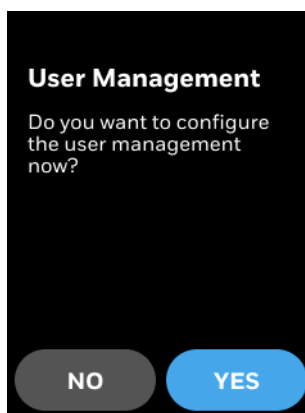 User Management
Do you want to configure
the user management
now?
NO
YES